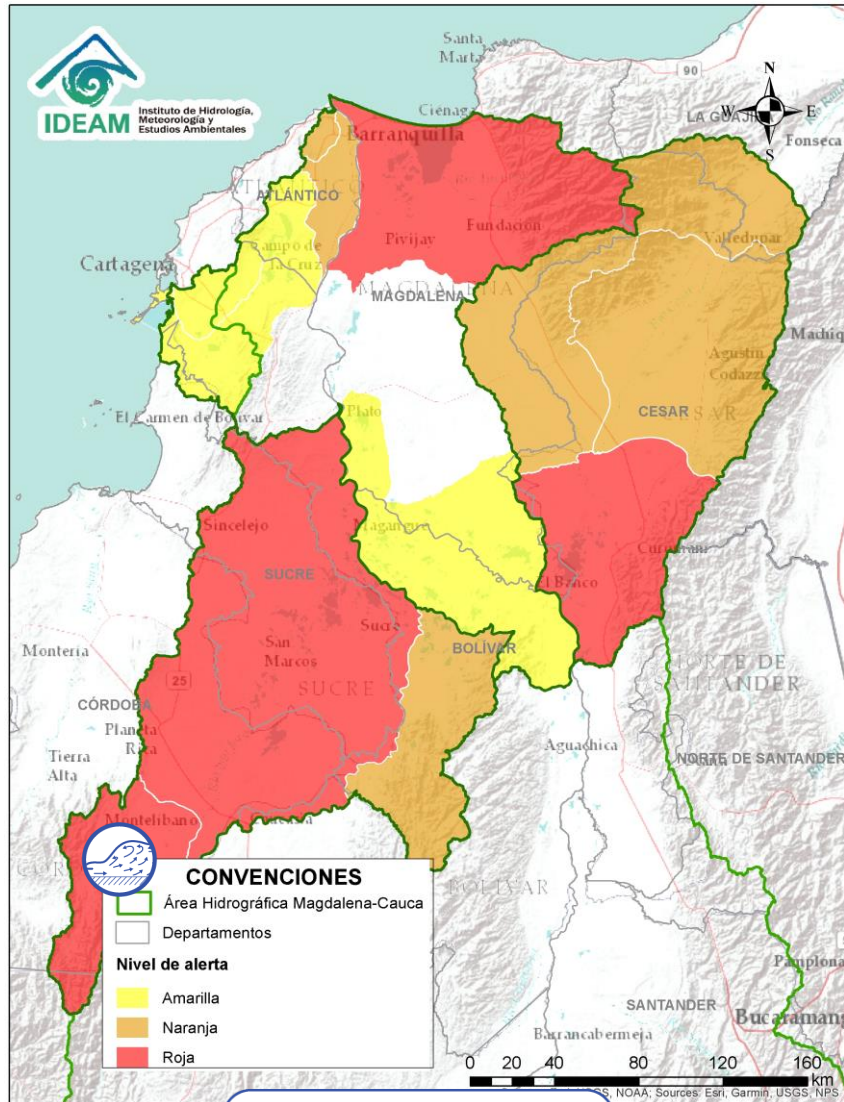 IDEAM
Instituto de Hidrología,
Meteorología y
Estudios Ambientales
Santa
Marta
90
N
W
E
S
LA GUAJIRA
Ciénaga
Barranquilla
Fonseca
ATLÁNTICO
Pivijay
Fundación
Valledupar
Campo de
la Cruz
Cartagena
MAGDALENA
MAGDALENA
Agustín
Codazzi
El Carmen de Bolívar
Plato
CESAR
Sincelejo
Magangué
SUCRE
El Banco
Sucre
San
Marcos
BOLÍVAR
Montería
25
SUCRE
NORTE DE
SANTANDER
CÓRDOBA
Planeta
Rica
Aguachica
Tierra
Alta
NORTE DE SANTANDER
Montelíbano
BOLÍVAR
CONVENCIONES
Área Hidrográfica Magdalena-Cauca
Departamentos
Nivel de alerta
Amarilla
Naranja
Roja
Pamplona
SANTANDER
Bucaramang
Barrancabermeja
0 20 40 80 120 160
km
NOAA; Sources: Esri, Garmin, USGS, NPS